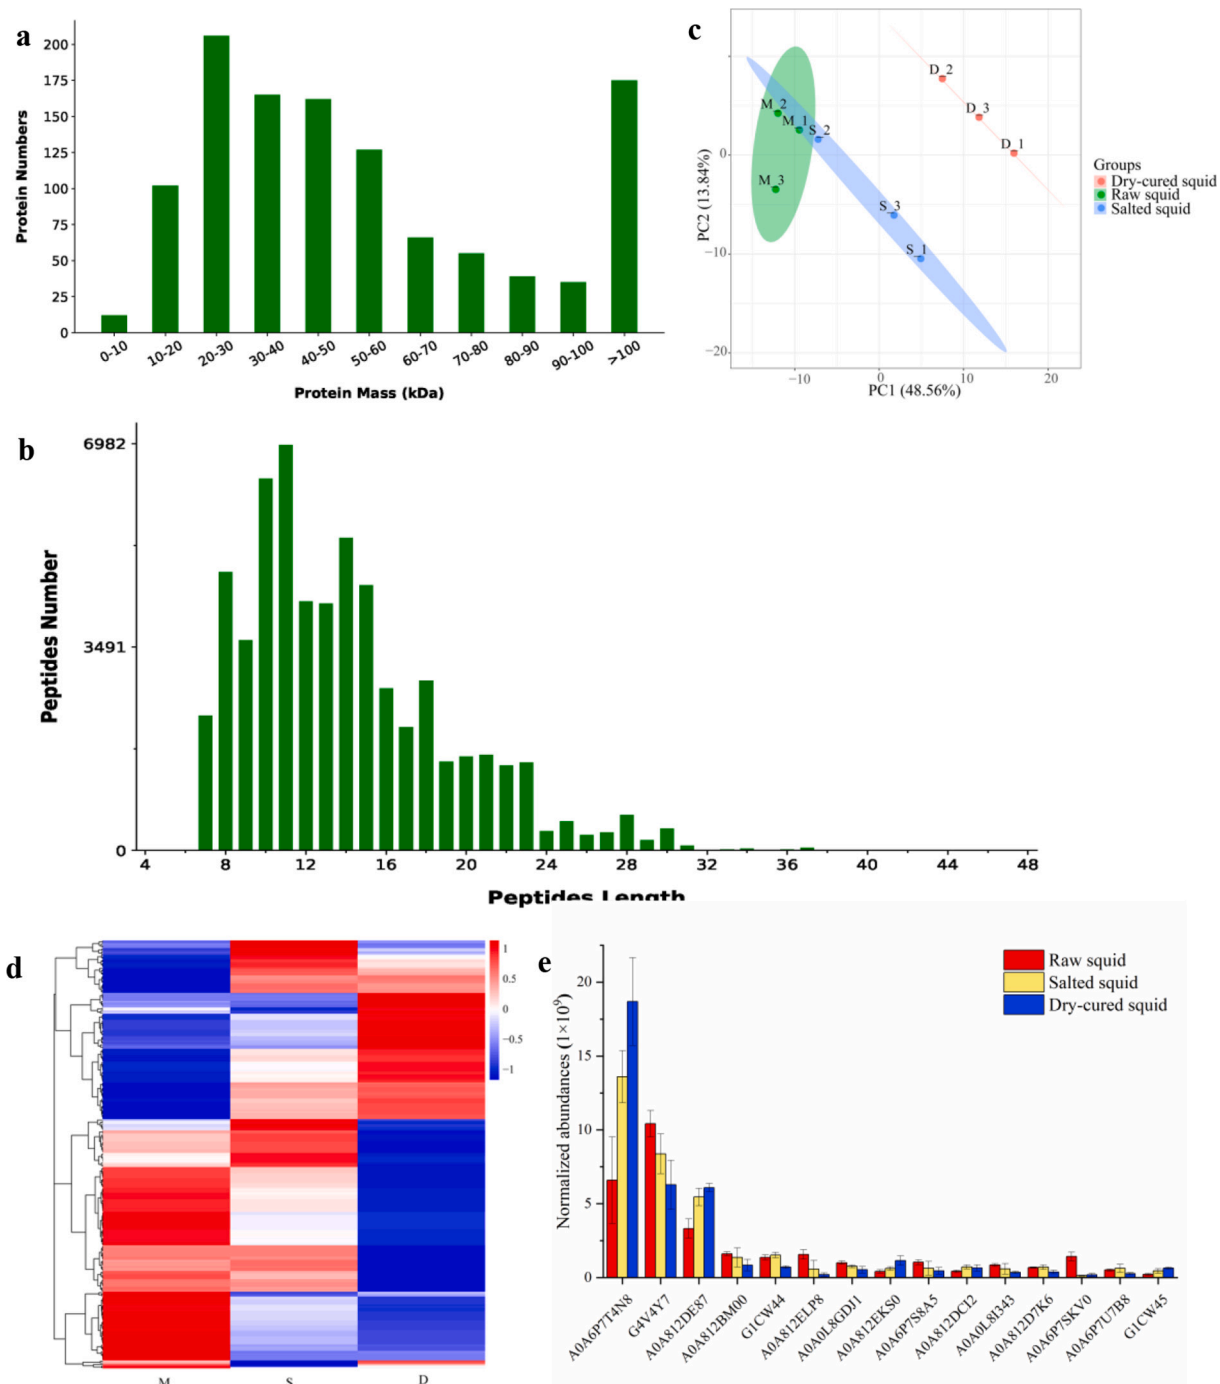 a
200
175
150
125
100
75
50
25
0
Protein Numbers
0-10 10-20 20-30 30-40 40-50 50-60 60-70 70-80 80-90 90-100 >100
Protein Mass (kDa)
c
D_2
D_3
D_1
M_2
M_1
S_2
M_3
S_3
S_1
0
−10
−20
PC2 (13.84%)
−10 0 10 20
PC1 (48.56%)
Groups
Dry-cured squid
Raw squid
Salted squid
b
6982
3491
0
Peptides Number
4 8 12 16 20 24 28 32 36 40 44 48
Peptides Length
d
1
0.5
0
−0.5
−1
M S D
e
20
15
10
5
0
Normalized abundances (1×10⁹)
Raw squid
Salted squid
Dry-cured squid
A0A6P7T4N8 G4V4Y7 A0A812DE87 A0A812BM00 G1CW44 A0A812ELP8 A0A0L8GDJ1 A0A812EKS0 A0A6P7S8A5 A0A812DCI2 A0A0L8I343 A0A812D7K6 A0A6P7SKV0 A0A6P7U7B8 G1CW45